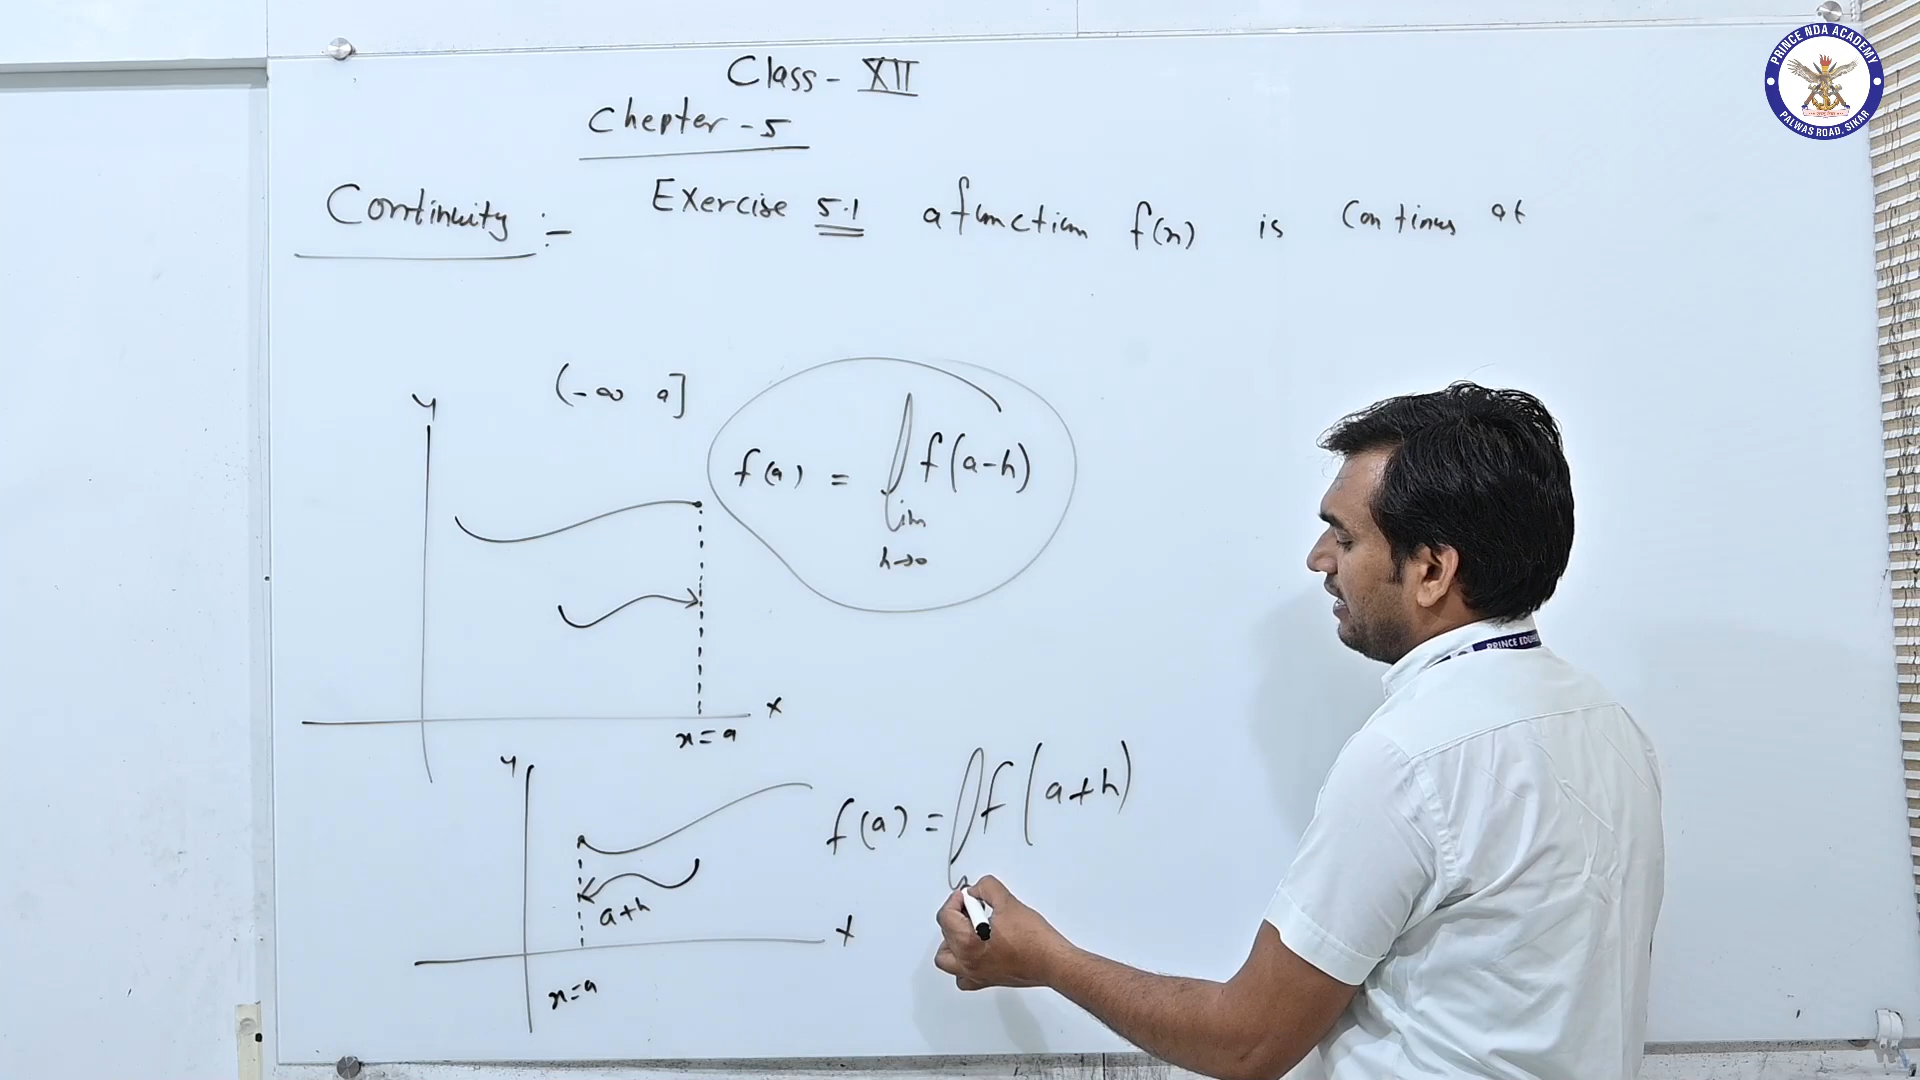 Class - XII
Chepter - 5
Continuity :- Exercise 5.1 a function f(x) is Continus at
(-∞ a]
y
f(a) = lim f(a-h)
h→0
x
x=a
y
f(a) = f(a+h)
a+h
x
x=a
PRINCE NDA ACADEMY
PALWAS ROAD, SIKAR